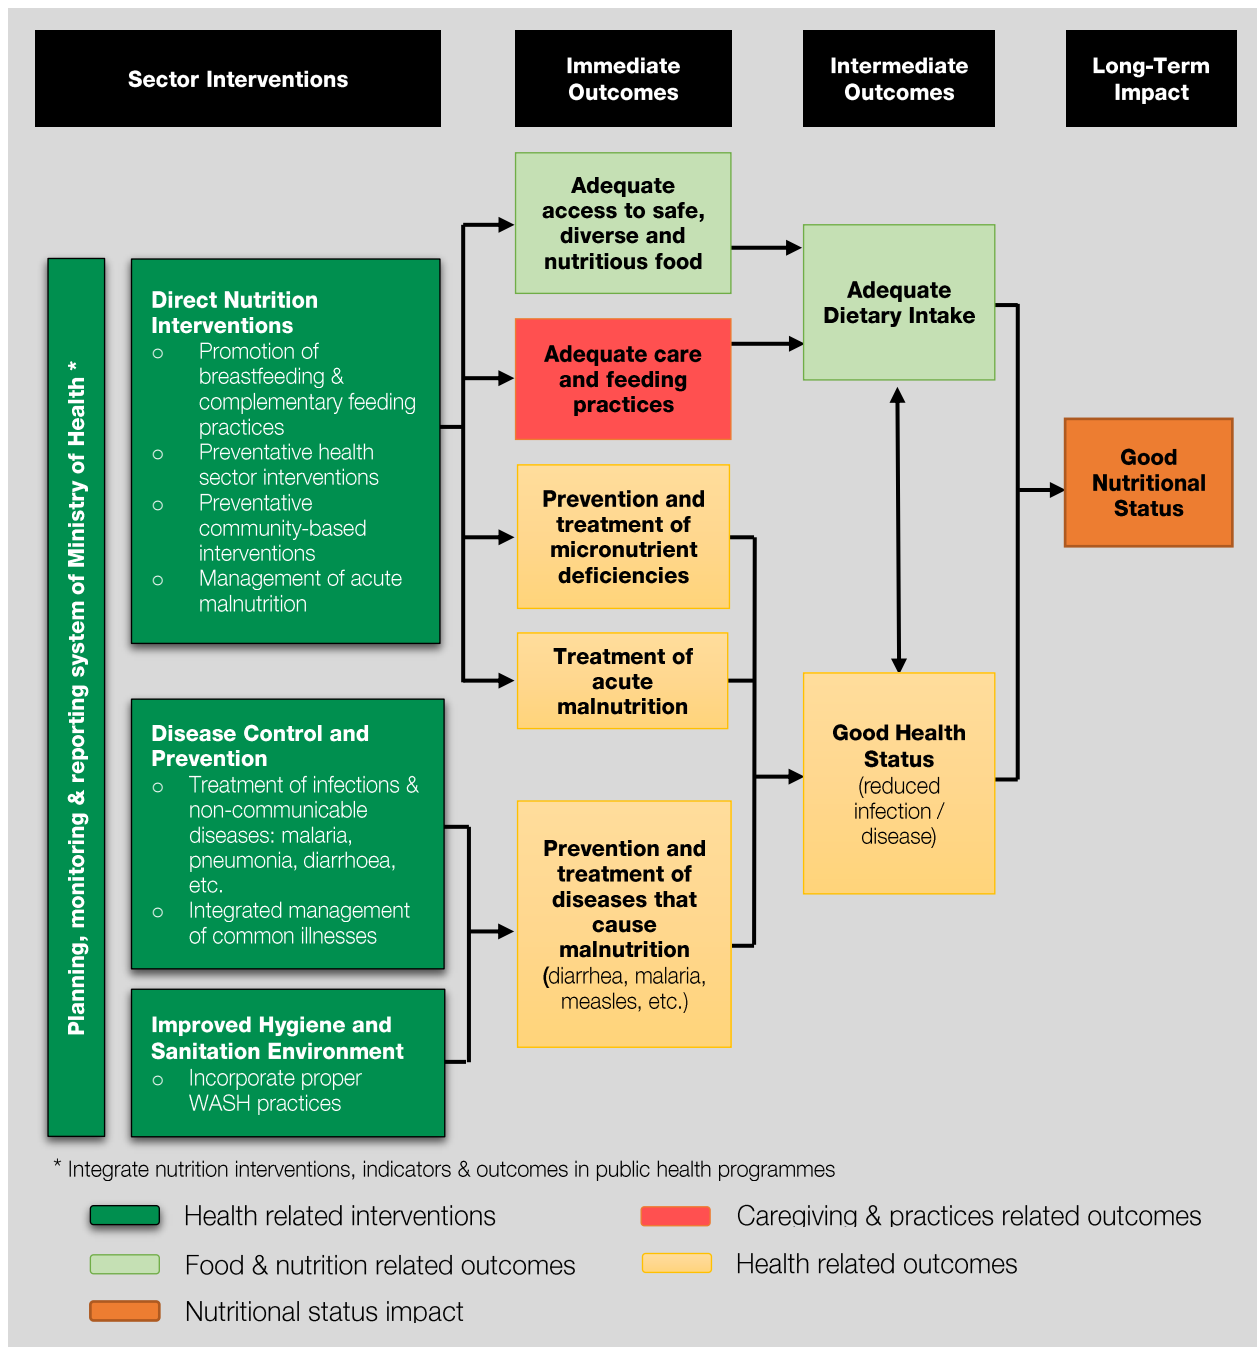 Sector Interventions
Immediate
Outcomes
Intermediate
Outcomes
Long-Term
Impact
Planning, monitoring & reporting system of Ministry of Health *
Direct Nutrition
Interventions
o Promotion of
breastfeeding &
complementary feeding
practices
o Preventative health
sector interventions
o Preventative
community-based
interventions
o Management of acute
malnutrition
Disease Control and
Prevention
o Treatment of infections &
non-communicable
diseases: malaria,
pneumonia, diarrhoea,
etc.
o Integrated management
of common illnesses
Improved Hygiene and
Sanitation Environment
o Incorporate proper
WASH practices
Adequate
access to safe,
diverse and
nutritious food
Adequate care
and feeding
practices
Prevention and
treatment of
micronutrient
deficiencies
Treatment of
acute
malnutrition
Prevention and
treatment of
diseases that
cause
malnutrition
(diarrhea, malaria,
measles, etc.)
Adequate
Dietary Intake
Good Health
Status
(reduced
infection /
disease)
Good
Nutritional
Status
* Integrate nutrition interventions, indicators & outcomes in public health programmes
Health related interventions
Caregiving & practices related outcomes
Food & nutrition related outcomes
Health related outcomes
Nutritional status impact